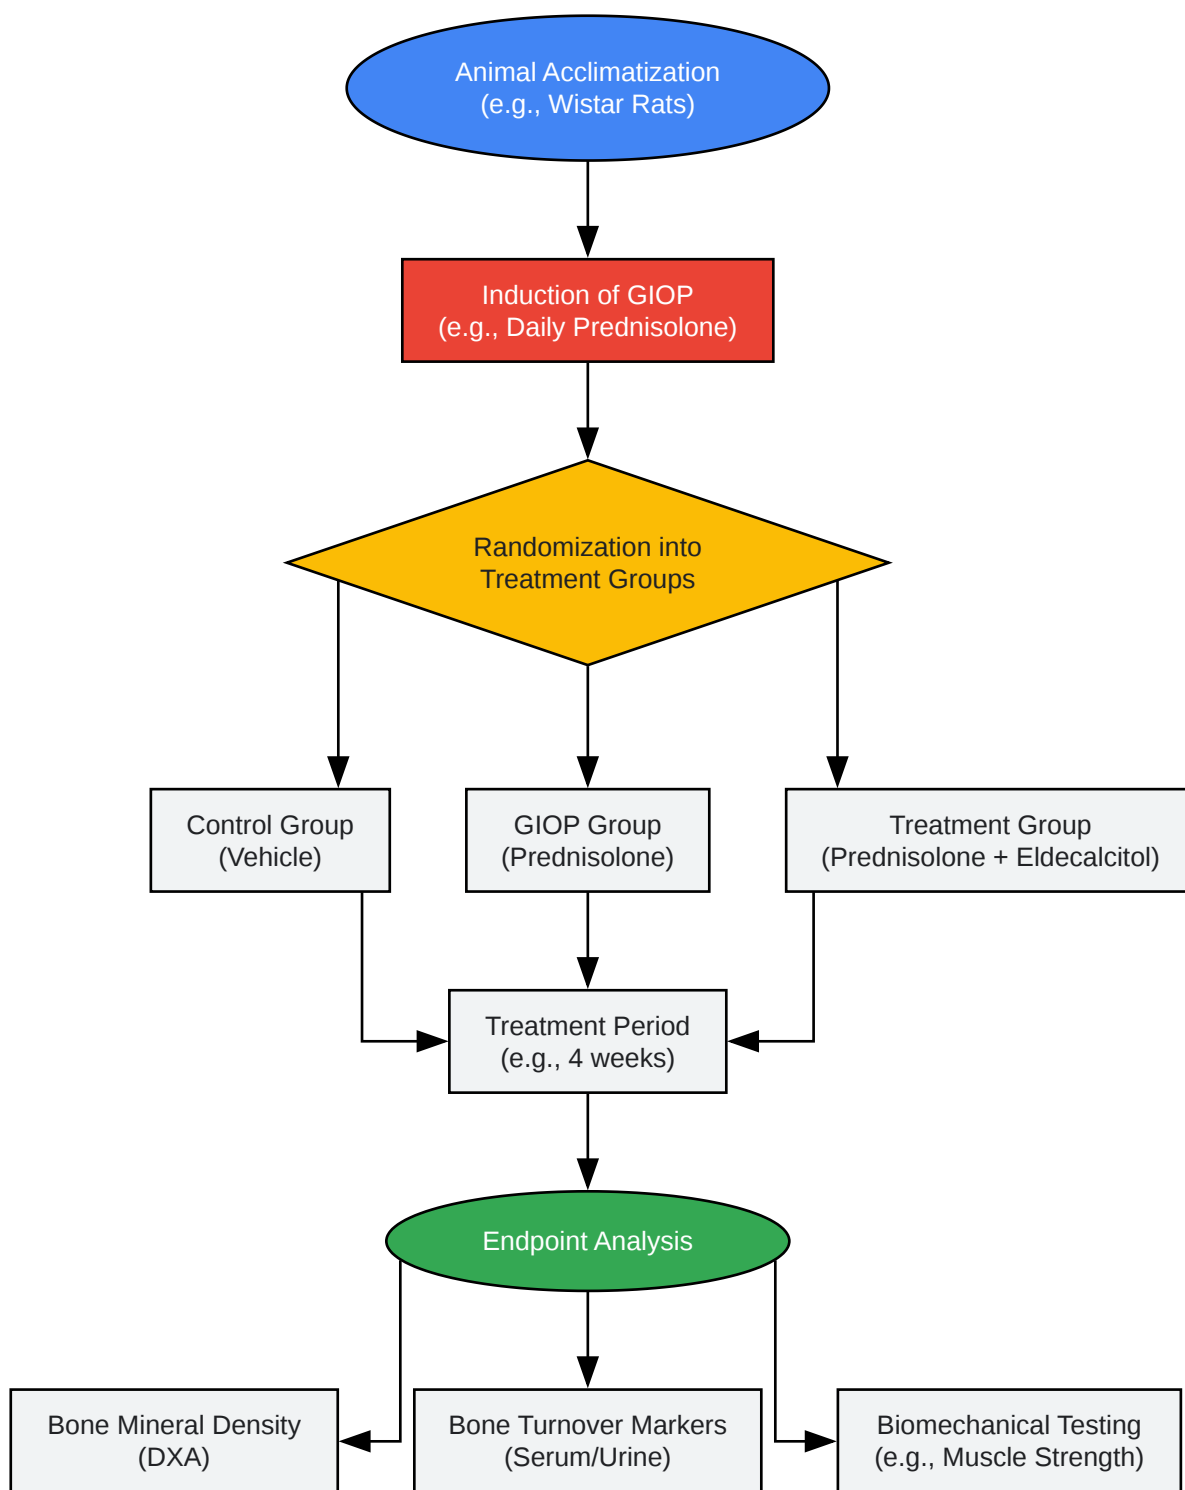 Animal Acclimatization
(e.g., Wistar Rats)
Induction of GIOP
(e.g., Daily Prednisolone)
Randomization into
Treatment Groups
Control Group
(Vehicle)
GIOP Group
(Prednisolone)
Treatment Group
(Prednisolone + Eldecalcitol)
Treatment Period
(e.g., 4 weeks)
Endpoint Analysis
Bone Mineral Density
(DXA)
Bone Turnover Markers
(Serum/Urine)
Biomechanical Testing
(e.g., Muscle Strength)